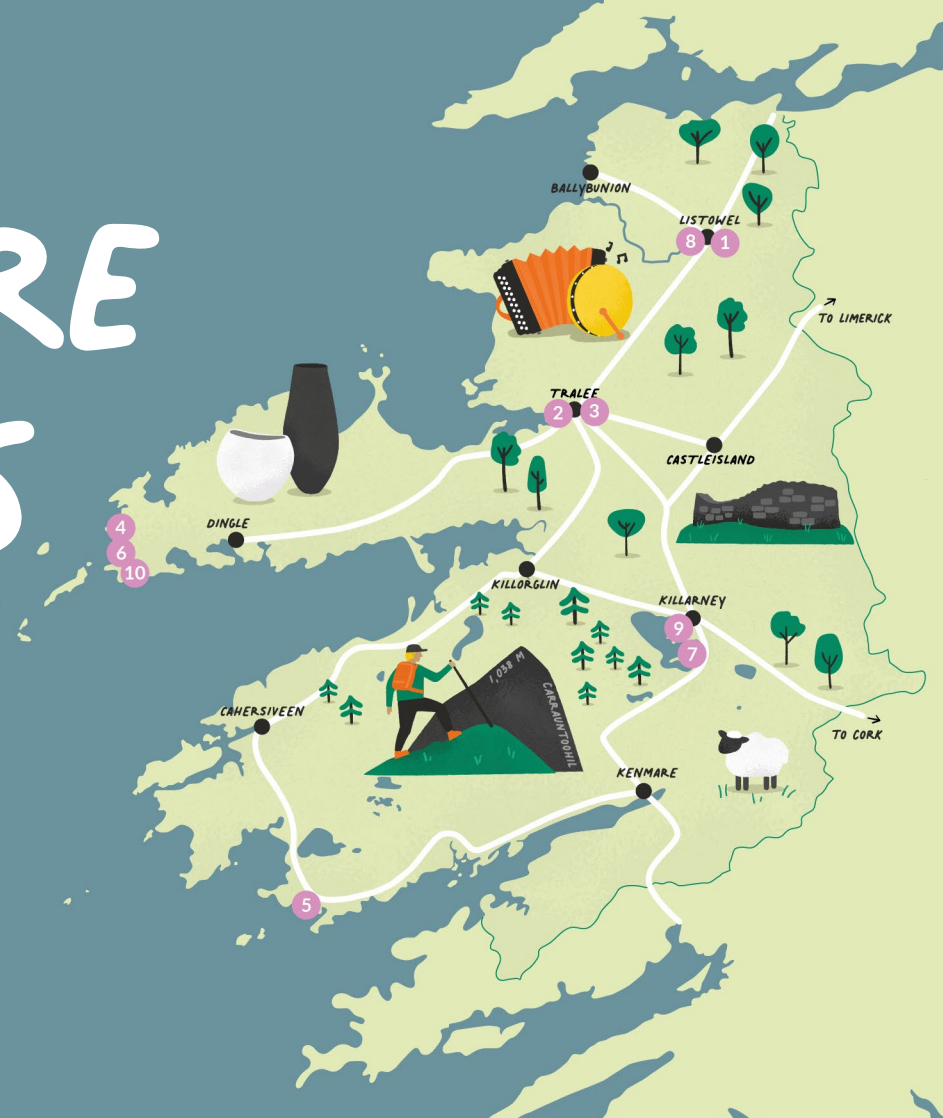 RE
S
BALLYBUNION
LISTOWEL
8 1
TO LIMERICK
TRALEE
2 3
CASTLEISLAND
4
6
10
DINGLE
KILLORGLIN
KILLARNEY
9
7
1,038 M
CARRAUNTOOHIL
CAHERSIVEEN
TO CORK
KENMARE
5